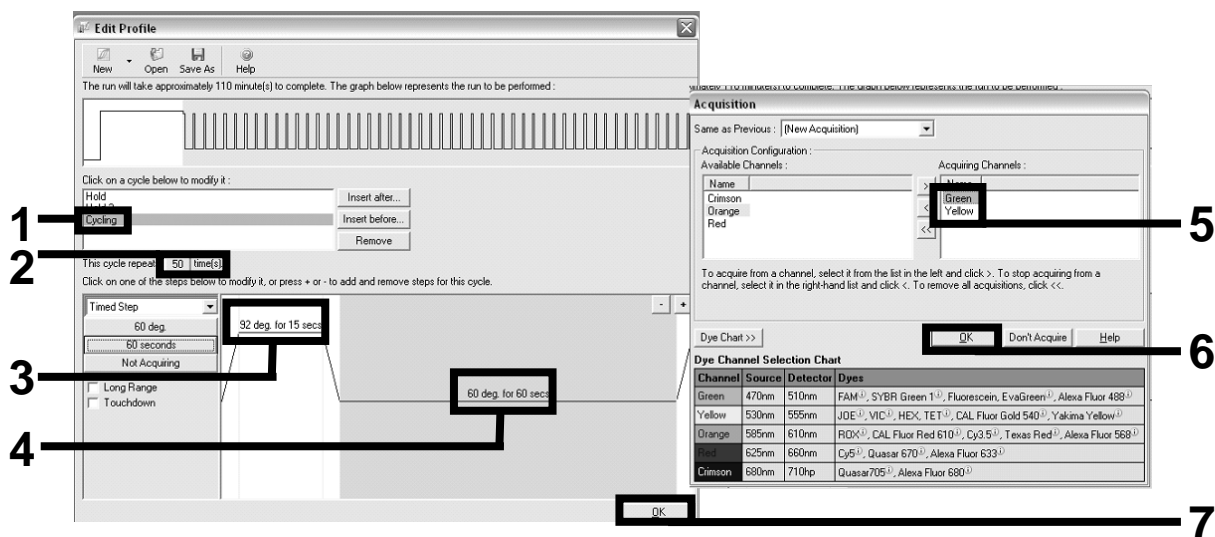 Edit Profile
New Open Save As Help
The run will take approximately 110 minute(s) to complete. The graph below represents the run to be performed :
Click on a cycle below to modify it :
Hold
Cycling
Insert after...
Insert before...
Remove
1
This cycle repeat 50 time(s).
2
Click on one of the steps below to modify it, or press + or - to add and remove steps for this cycle.
Timed Step
- +
60 deg.
60 seconds
Not Acquiring
Long Range
Touchdown
92 deg. for 15 secs
3
60 deg. for 60 secs
4
OK
7
Acquisition
Same as Previous : (New Acquisition)
Acquisition Configuration :
Available Channels :
Name
Crimson
Orange
Red
>
<
<<
Acquiring Channels :
Name
Green
Yellow
5
To acquire from a channel, select it from the list in the left and click >. To stop acquiring from a
channel, select it in the right-hand list and click <. To remove all acquisitions, click <<.
Dye Chart >> OK Don't Acquire Help
6
Dye Channel Selection Chart
Channel Source Detector Dyes
Green 470nm 510nm FAM, SYBR Green 1, Fluorescein, EvaGreen, Alexa Fluor 488
Yellow 530nm 555nm JOE, VIC, HEX, TET, CAL Fluor Gold 540, Yakima Yellow
Orange 585nm 610nm ROX, CAL Fluor Red 610, Cy3.5, Texas Red, Alexa Fluor 568
Red 625nm 660nm Cy5, Quasar 670, Alexa Fluor 633
Crimson 680nm 710hp Quasar705, Alexa Fluor 680